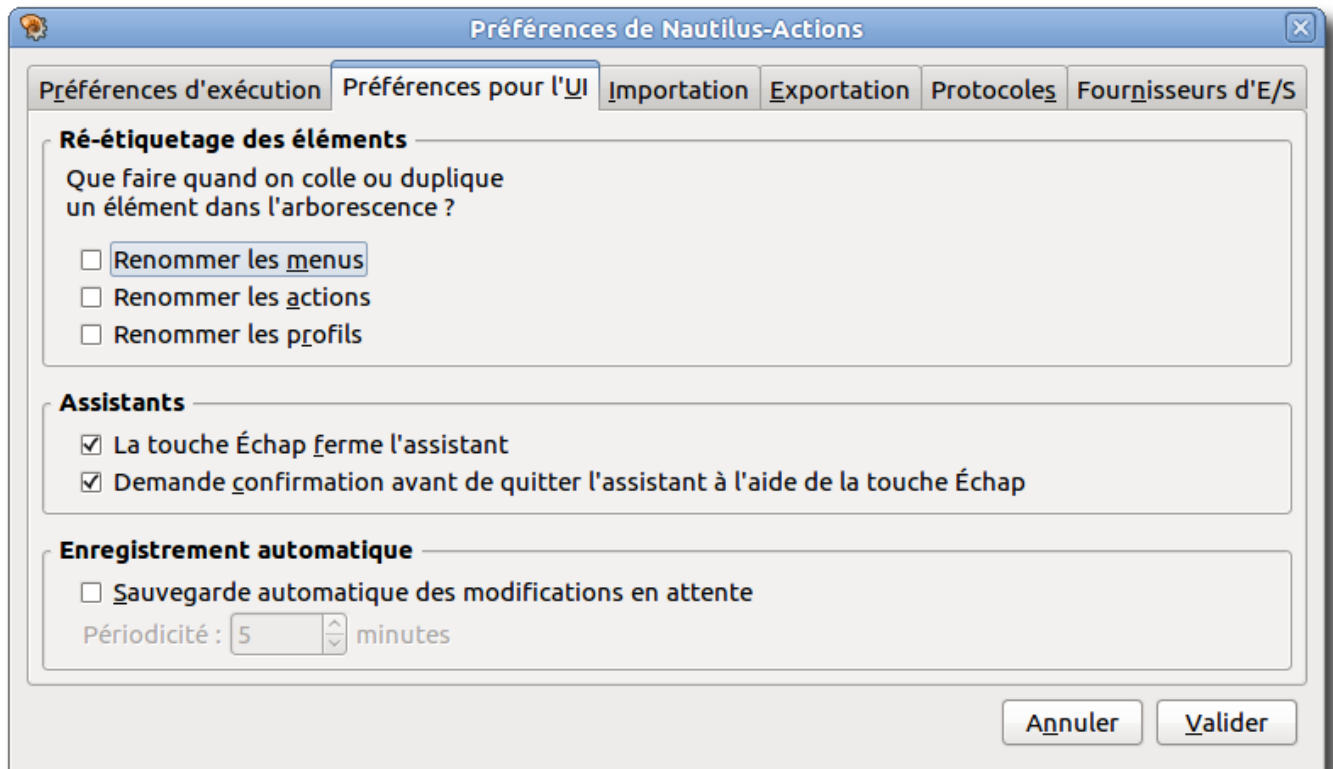 Préférences de Nautilus-Actions
Préférences d'exécution Préférences pour l'UI Importation Exportation Protocoles Fournisseurs d'E/S
Ré-étiquetage des éléments
Que faire quand on colle ou duplique
un élément dans l'arborescence ?
Renommer les menus
Renommer les actions
Renommer les profils
Assistants
La touche Échap ferme l'assistant
Demande confirmation avant de quitter l'assistant à l'aide de la touche Échap
Enregistrement automatique
Sauvegarde automatique des modifications en attente
Périodicité : 5 minutes
Annuler Valider